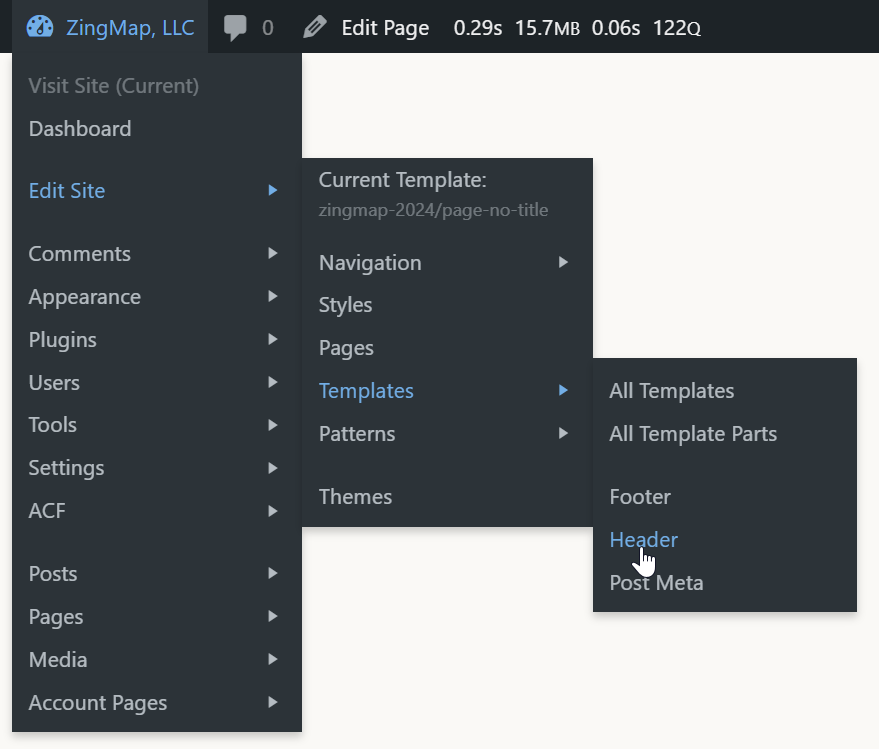 ZingMap, LLC 0 Edit Page 0.29s 15.7MB 0.06s 122Q
Visit Site (Current)
Dashboard
Edit Site
Comments
Appearance
Plugins
Users
Tools
Settings
ACF
Posts
Pages
Media
Account Pages
Current Template:
zingmap-2024/page-no-title
Navigation
Styles
Pages
Templates
Patterns
Themes
All Templates
All Template Parts
Footer
Header
Post Meta